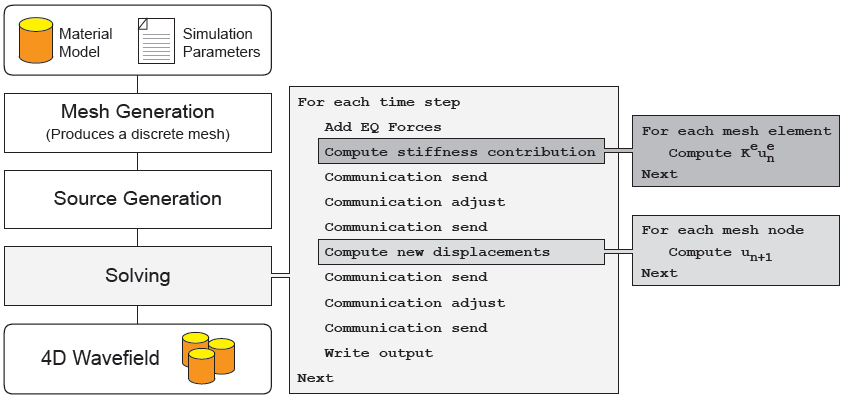 Material
Model
Simulation
Parameters
Mesh Generation
(Produces a discrete mesh)
Source Generation
Solving
4D Wavefield
For each time step
Add EQ Forces
Compute stiffness contribution
Communication send
Communication adjust
Communication send
Compute new displacements
Communication send
Communication adjust
Communication send
Write output
Next
For each mesh element
Compute Kᵉuₙᵉ
Next
For each mesh node
Compute uₙ₊₁
Next